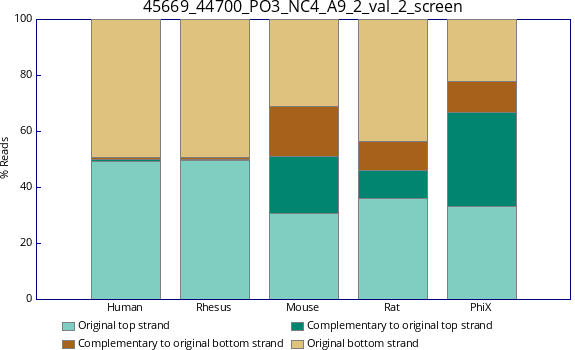 45669_44700_PO3_NC4_A9_2_val_2_screen
100
80
60
40
20
0
% Reads
Human Rhesus Mouse Rat PhiX
Original top strand Complementary to original top strand
Complementary to original bottom strand Original bottom strand